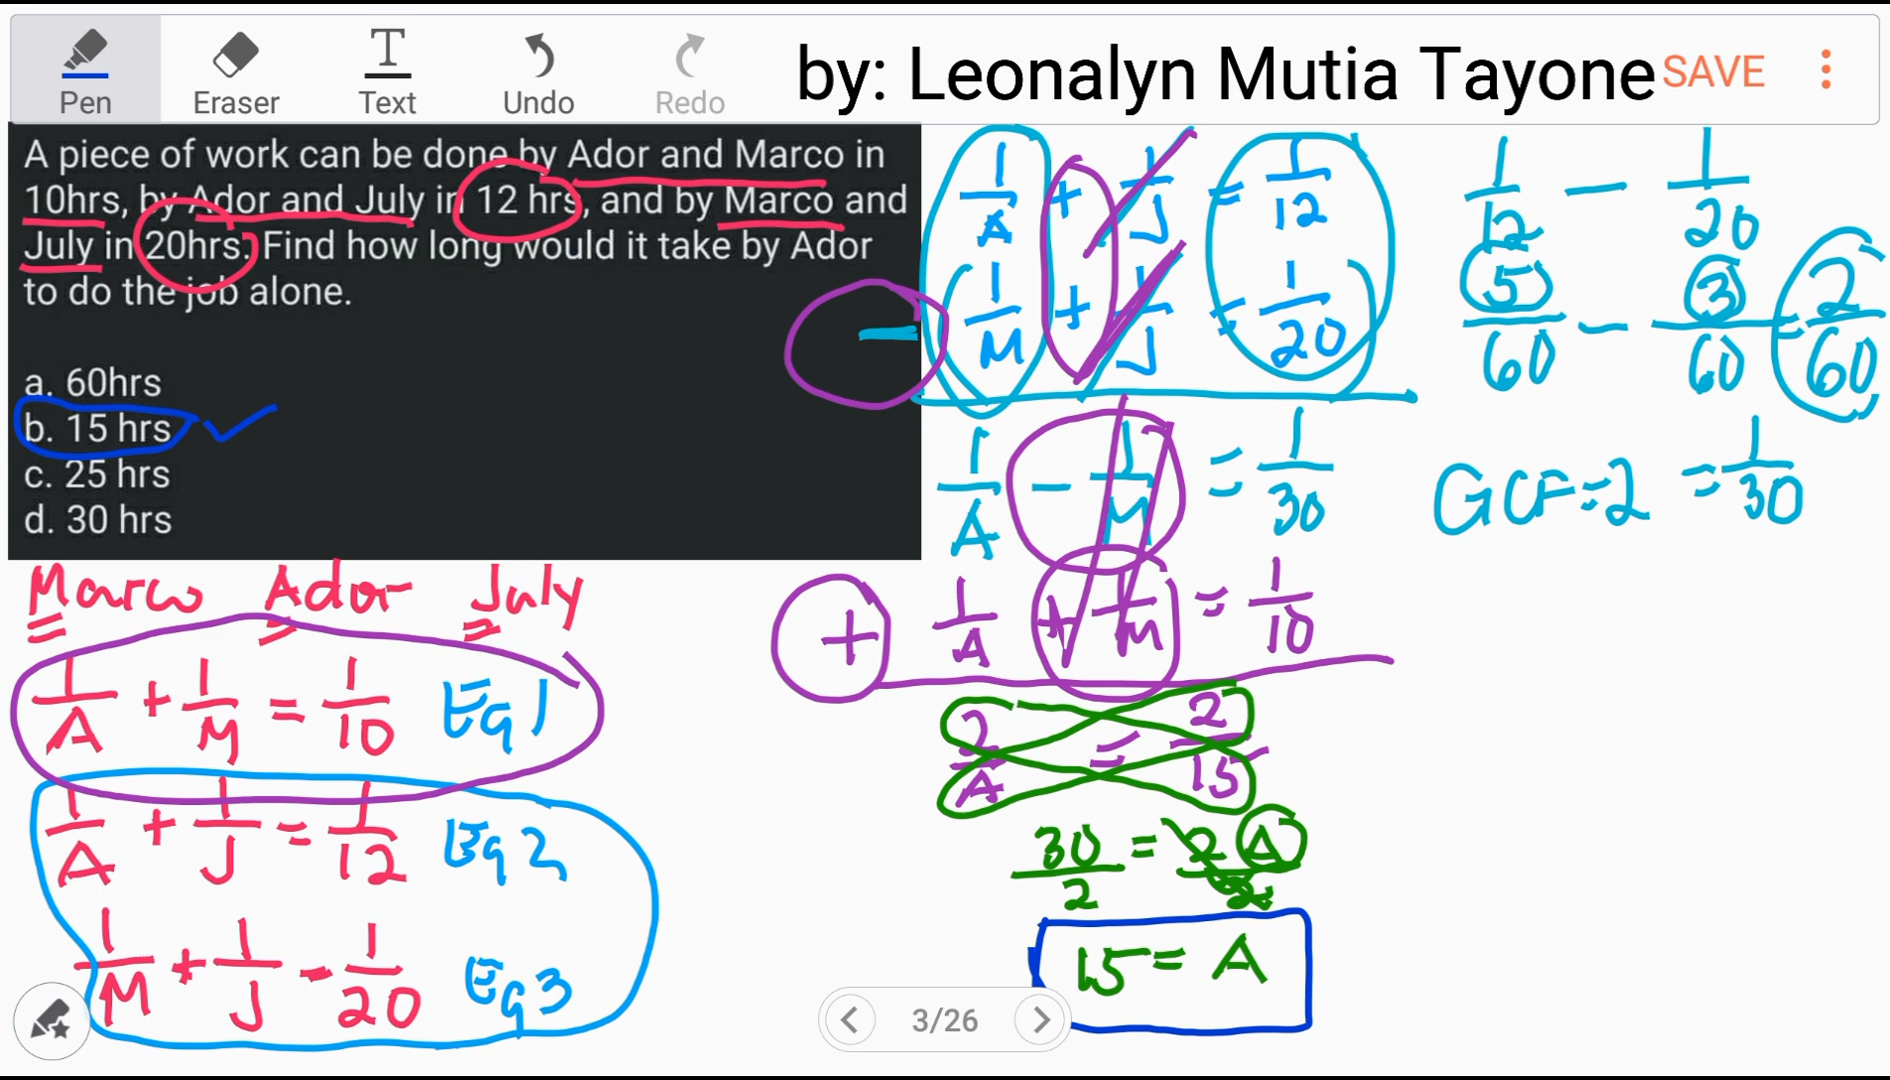 Pen Eraser Text Undo Redo by: Leonalyn Mutia Tayone SAVE
A piece of work can be done by Ador and Marco in
10hrs, by Ador and July in 12 hrs, and by Marco and
July in 20hrs. Find how long would it take by Ador
to do the job alone.
a. 60hrs
b. 15 hrs
c. 25 hrs
d. 30 hrs
Marco Ador July
1/A + 1/M = 1/10 Eq 1
1/A + 1/J = 1/12 Eq 2
1/M + 1/J = 1/20 Eq 3
1/A + 1/J = 1/12
- 1/M + 1/J = 1/20
1/A - 1/M = 1/30
+ 1/A + 1/M = 1/10
2/A = 2/15
30/2 = 2A/2
15 = A
1/12 - 1/20
5/60 - 3/60 = 2/60
GCF=2 = 1/30
3/26